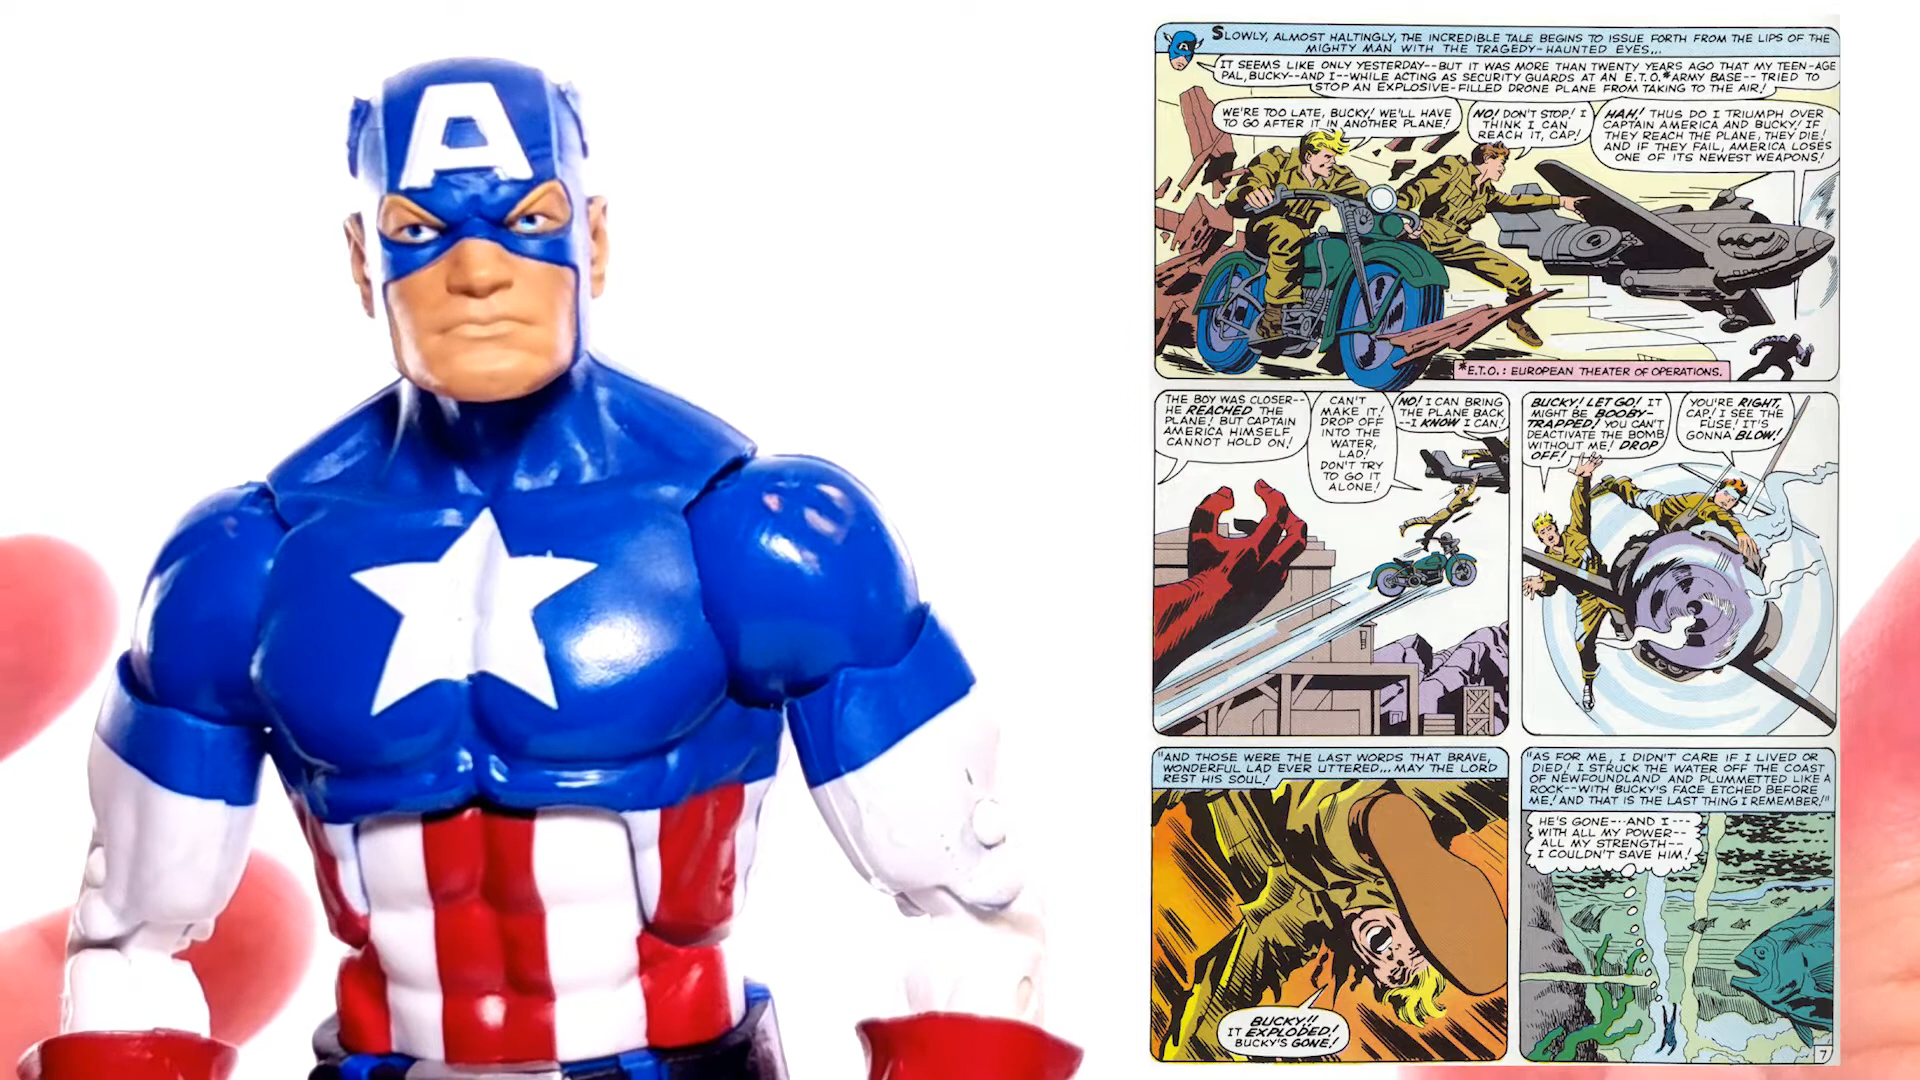 A
SLOWLY, ALMOST HALTINGLY, THE INCREDIBLE TALE BEGINS TO ISSUE FORTH FROM THE LIPS OF THE
MIGHTY MAN WITH THE TRAGEDY-HAUNTED EYES...
IT SEEMS LIKE ONLY YESTERDAY--BUT IT WAS MORE THAN TWENTY YEARS AGO THAT MY TEEN-AGE
PAL, BUCKY--AND I--WHILE ACTING AS SECURITY GUARDS AT AN E.T.O.* ARMY BASE-- TRIED TO
STOP AN EXPLOSIVE-FILLED DRONE PLANE FROM TAKING TO THE AIR!
WE'RE TOO LATE, BUCKY! WE'LL HAVE
TO GO AFTER IT IN ANOTHER PLANE!
NO! DON'T STOP! I
THINK I CAN
REACH IT, CAP!
HAH! THUS DO I TRIUMPH OVER
CAPTAIN AMERICA AND BUCKY! IF
THEY REACH THE PLANE, THEY DIE!
AND IF THEY FAIL, AMERICA LOSES
ONE OF ITS NEWEST WEAPONS!
*E.T.O.: EUROPEAN THEATER OF OPERATIONS.
THE BOY WAS CLOSER--
HE REACHED THE
PLANE! BUT CAPTAIN
AMERICA HIMSELF
CANNOT HOLD ON!
CAN'T
MAKE IT!
DROP OFF
INTO THE
WATER,
LAD!
DON'T TRY
TO GO IT
ALONE!
NO! I CAN BRING
THE PLANE BACK
--I KNOW I CAN!
BUCKY! LET GO! IT
MIGHT BE BOOBY-
TRAPPED! YOU CAN'T
DEACTIVATE THE BOMB
WITHOUT ME! DROP
OFF!
YOU'RE RIGHT,
CAP! I SEE THE
FUSE! IT'S
GONNA BLOW!
"AND THOSE WERE THE LAST WORDS THAT BRAVE,
WONDERFUL LAD EVER UTTERED... MAY THE LORD
REST HIS SOUL!
BUCKY!!
IT EXPLODED!
BUCKY'S GONE!
"AS FOR ME, I DIDN'T CARE IF I LIVED OR
DIED! I STRUCK THE WATER OFF THE COAST
OF NEWFOUNDLAND AND PLUMMETTED LIKE A
ROCK--WITH BUCKY'S FACE ETCHED BEFORE
ME! AND THAT IS THE LAST THING I REMEMBER!"
HE'S GONE--- AND I ---
WITH ALL MY POWER--
ALL MY STRENGTH--
I COULDN'T SAVE HIM!
7